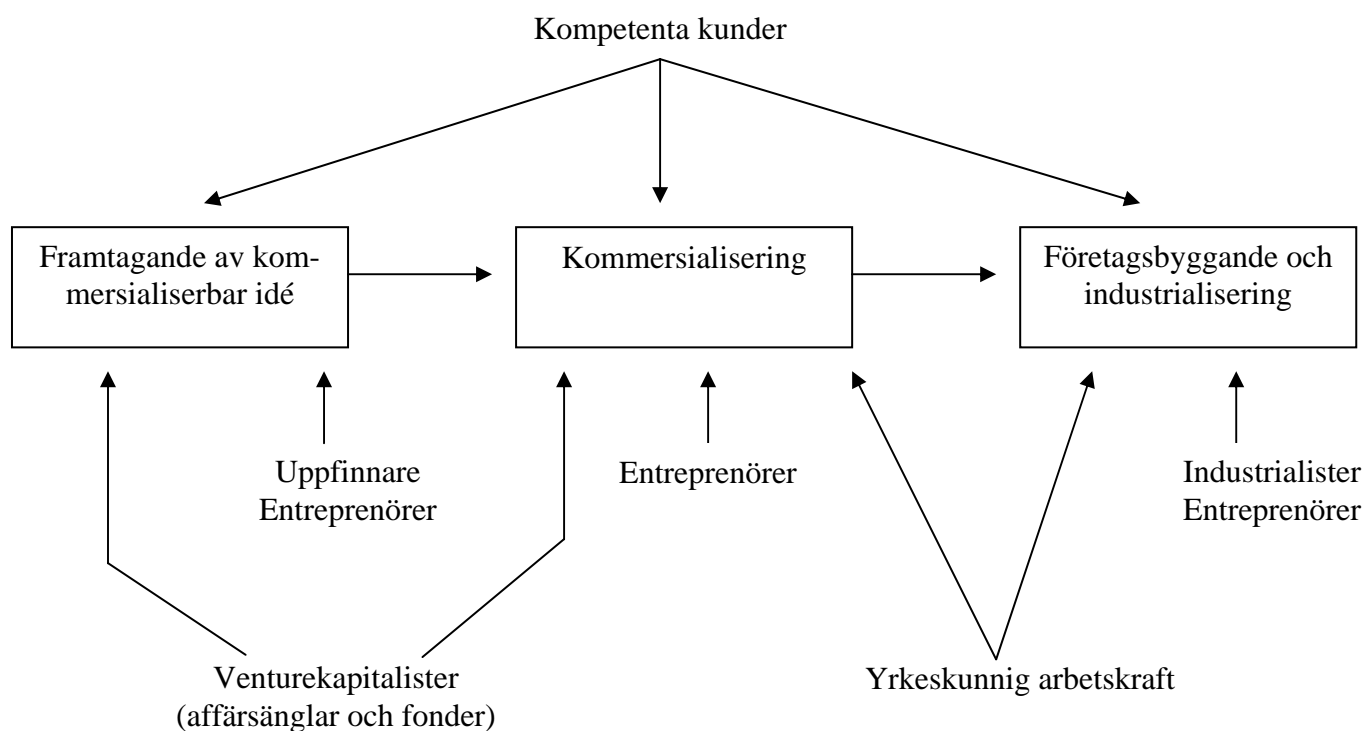 Kompetenta kunder
Framtagande av kom-
mersialiserbar idé
Kommersialisering
Företagsbyggande och
industrialisering
Uppfinnare
Entreprenörer
Entreprenörer
Industrialister
Entreprenörer
Venturekapitalister
(affärsänglar och fonder)
Yrkeskunnig arbetskraft